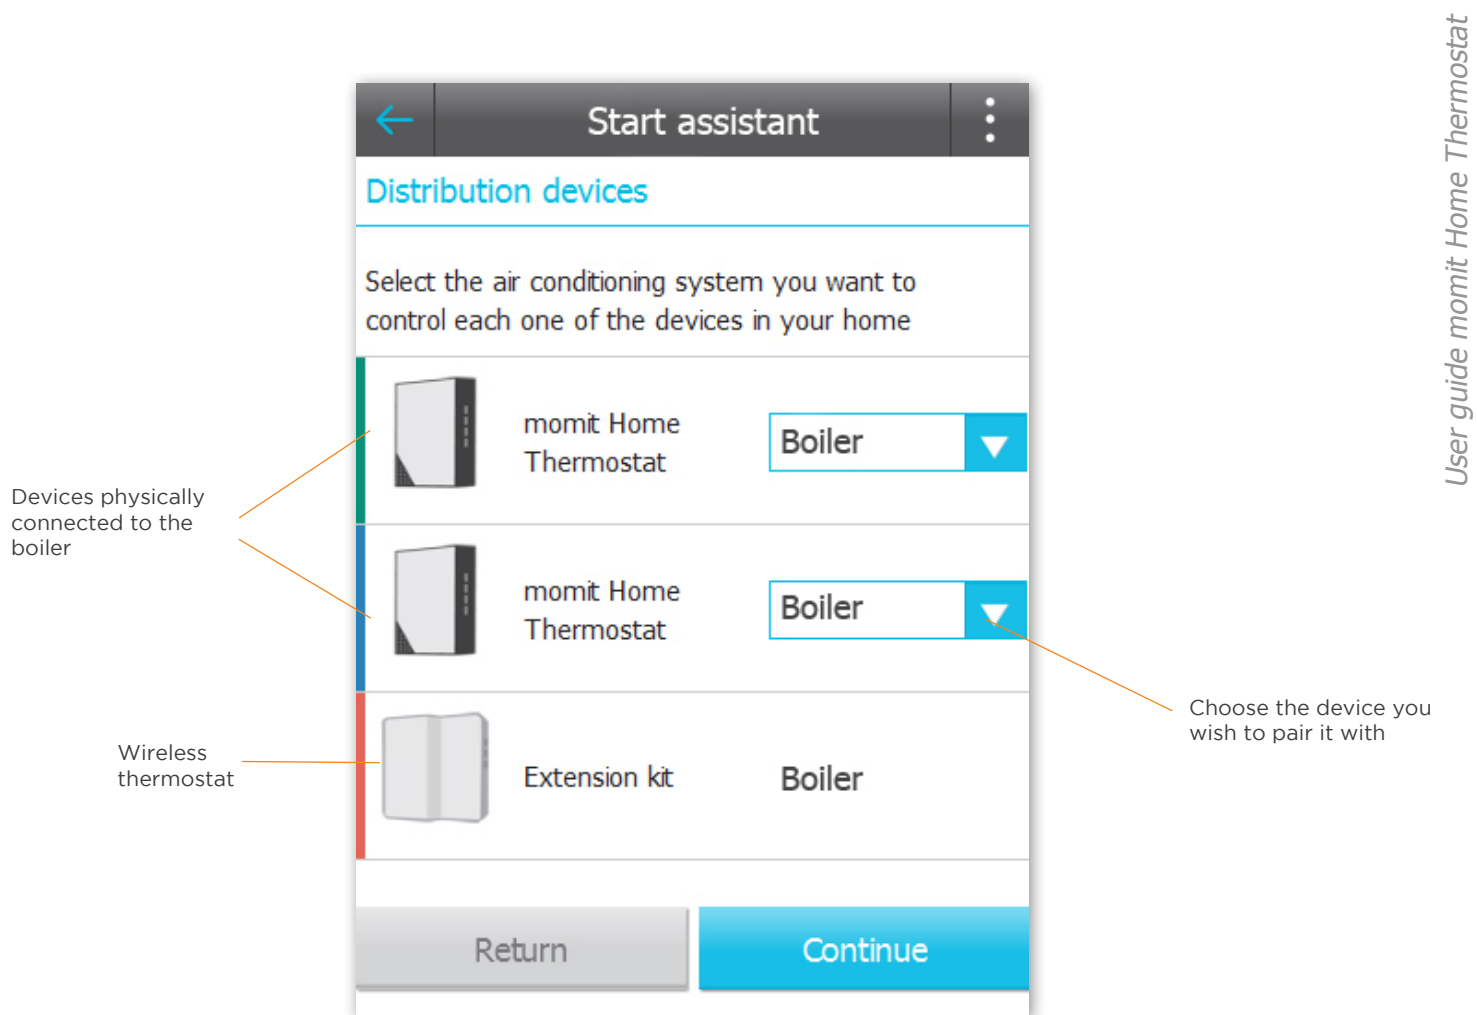 User guide momit Home Thermostat
Start assistant
Distribution devices
Select the air conditioning system you want to
control each one of the devices in your home
momit Home
Thermostat
Boiler
Devices physically
connected to the
boiler
momit Home
Thermostat
Boiler
Choose the device you
wish to pair it with
Wireless
thermostat
Extension kit
Boiler
Return
Continue